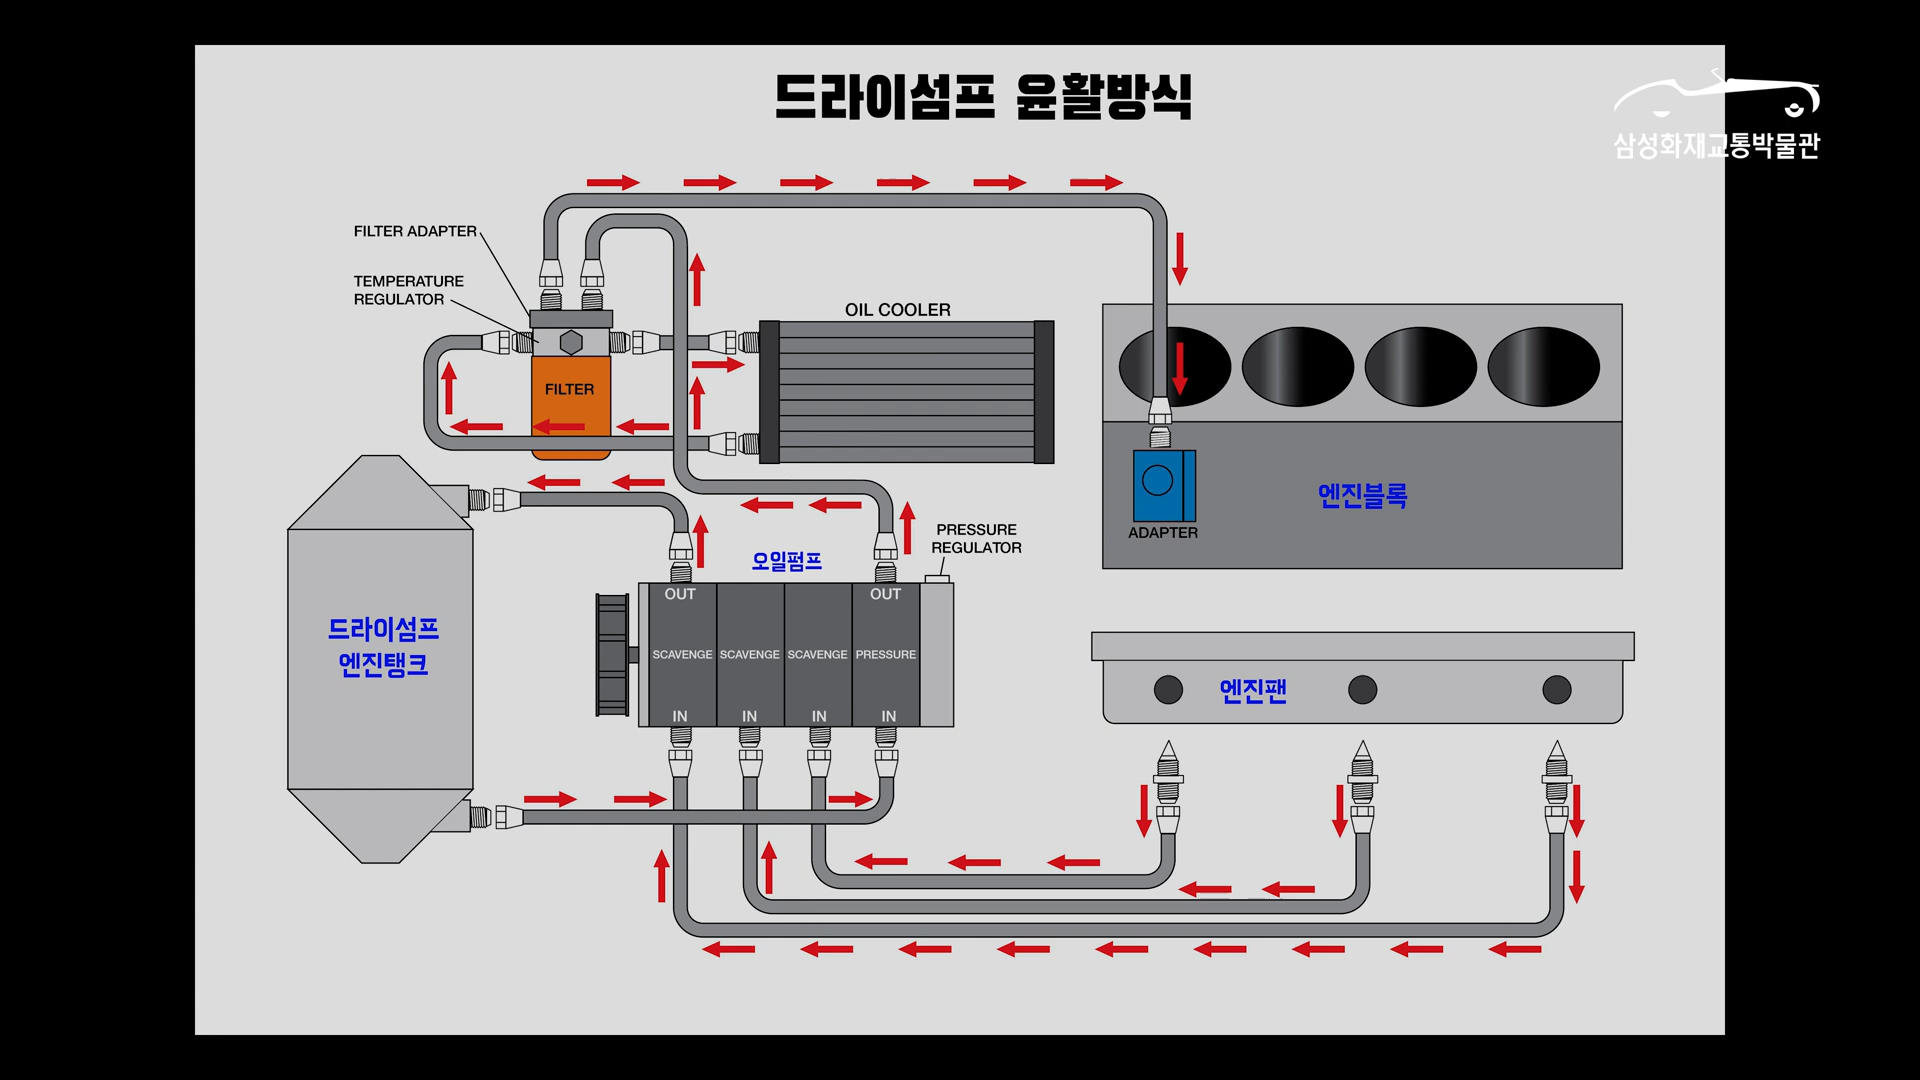 드라이섬프 윤활방식
삼성화재교통박물관
FILTER ADAPTER
TEMPERATURE
REGULATOR
OIL COOLER
FILTER
엔진블록
ADAPTER
PRESSURE
REGULATOR
오일펌프
OUT
OUT
드라이섬프
엔진탱크
SCAVENGE
SCAVENGE
SCAVENGE
PRESSURE
엔진팬
IN
IN
IN
IN